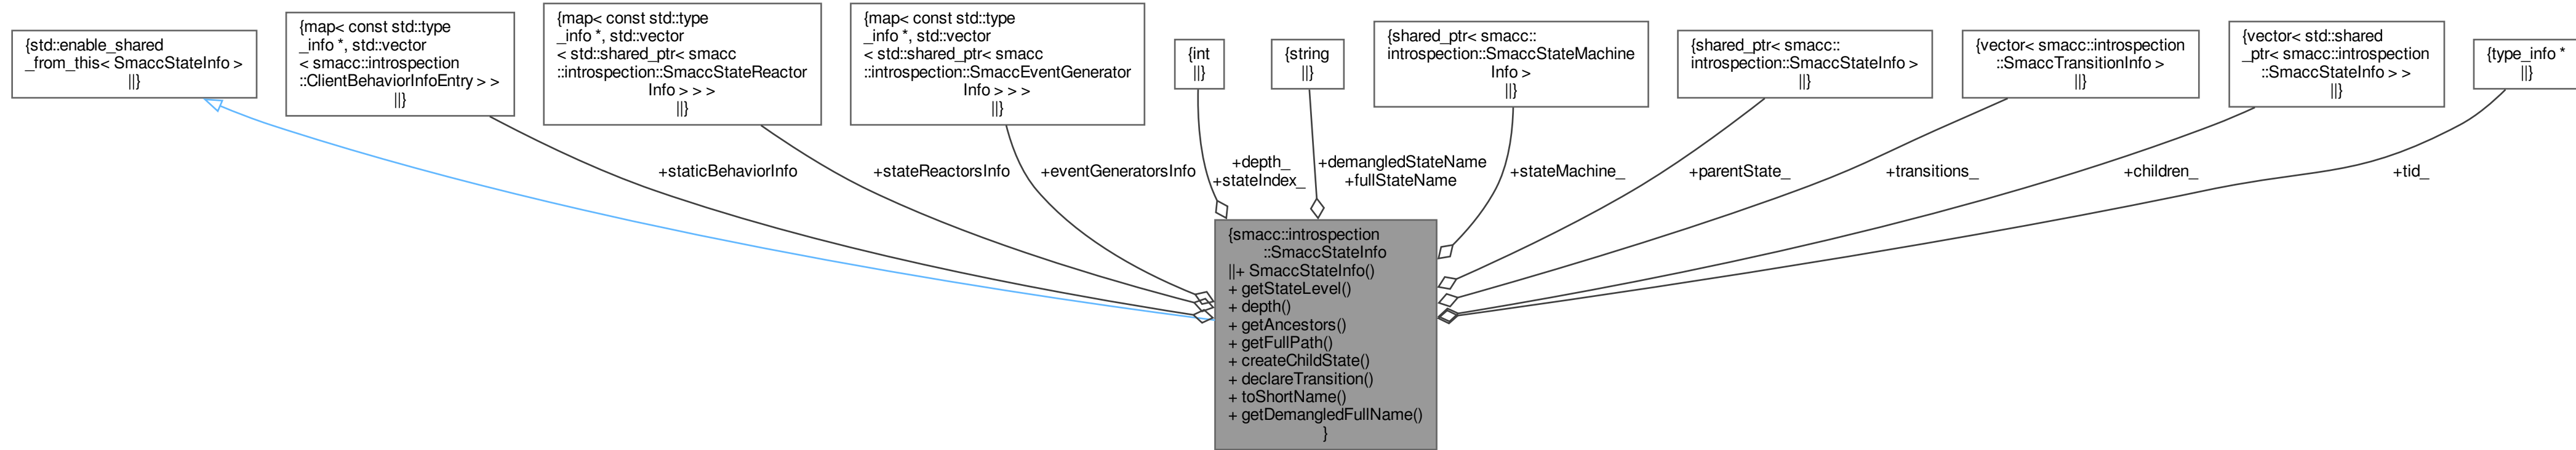 {std::enable_shared
_from_this< SmaccStateInfo >
||}
{map< const std::type
_info *, std::vector
< smacc::introspection
::ClientBehaviorInfoEntry > >
||}
{map< const std::type
_info *, std::vector
< std::shared_ptr< smacc
::introspection::SmaccStateReactor
Info > > >
||}
{map< const std::type
_info *, std::vector
< std::shared_ptr< smacc
::introspection::SmaccEventGenerator
Info > > >
||}
{int
||}
{string
||}
{shared_ptr< smacc::
introspection::SmaccStateMachine
Info >
||}
{shared_ptr< smacc::
introspection::SmaccStateInfo >
||}
{vector< smacc::introspection
::SmaccTransitionInfo >
||}
{vector< std::shared
_ptr< smacc::introspection
::SmaccStateInfo > >
||}
{type_info *
||}
+staticBehaviorInfo
+stateReactorsInfo
+eventGeneratorsInfo
+depth_
+stateIndex_
+demangledStateName
+fullStateName
+stateMachine_
+parentState_
+transitions_
+children_
+tid_
{smacc::introspection
::SmaccStateInfo
||+ SmaccStateInfo()
+ getStateLevel()
+ depth()
+ getAncestors()
+ getFullPath()
+ createChildState()
+ declareTransition()
+ toShortName()
+ getDemangledFullName()
}